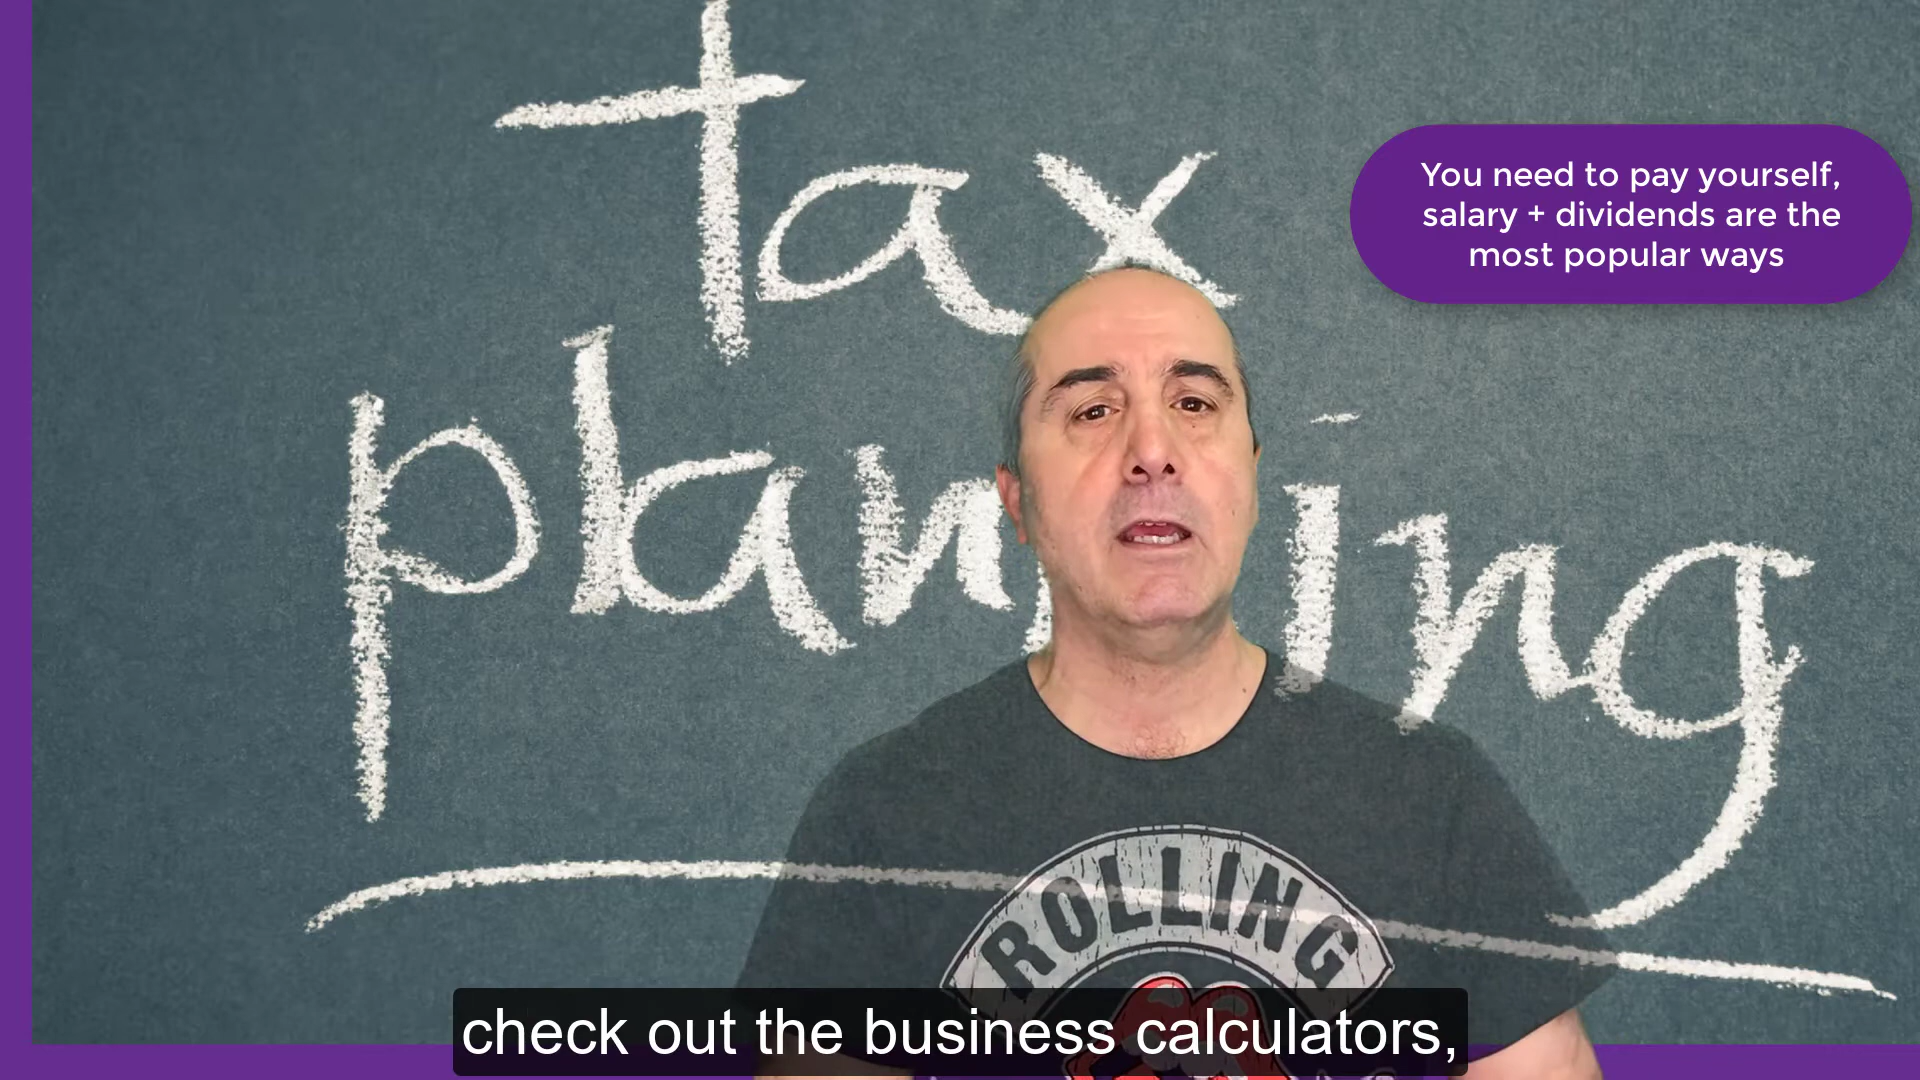 tax
You need to pay yourself,
salary + dividends are the
most popular ways
planning
ROLLING
check out the business calculators,